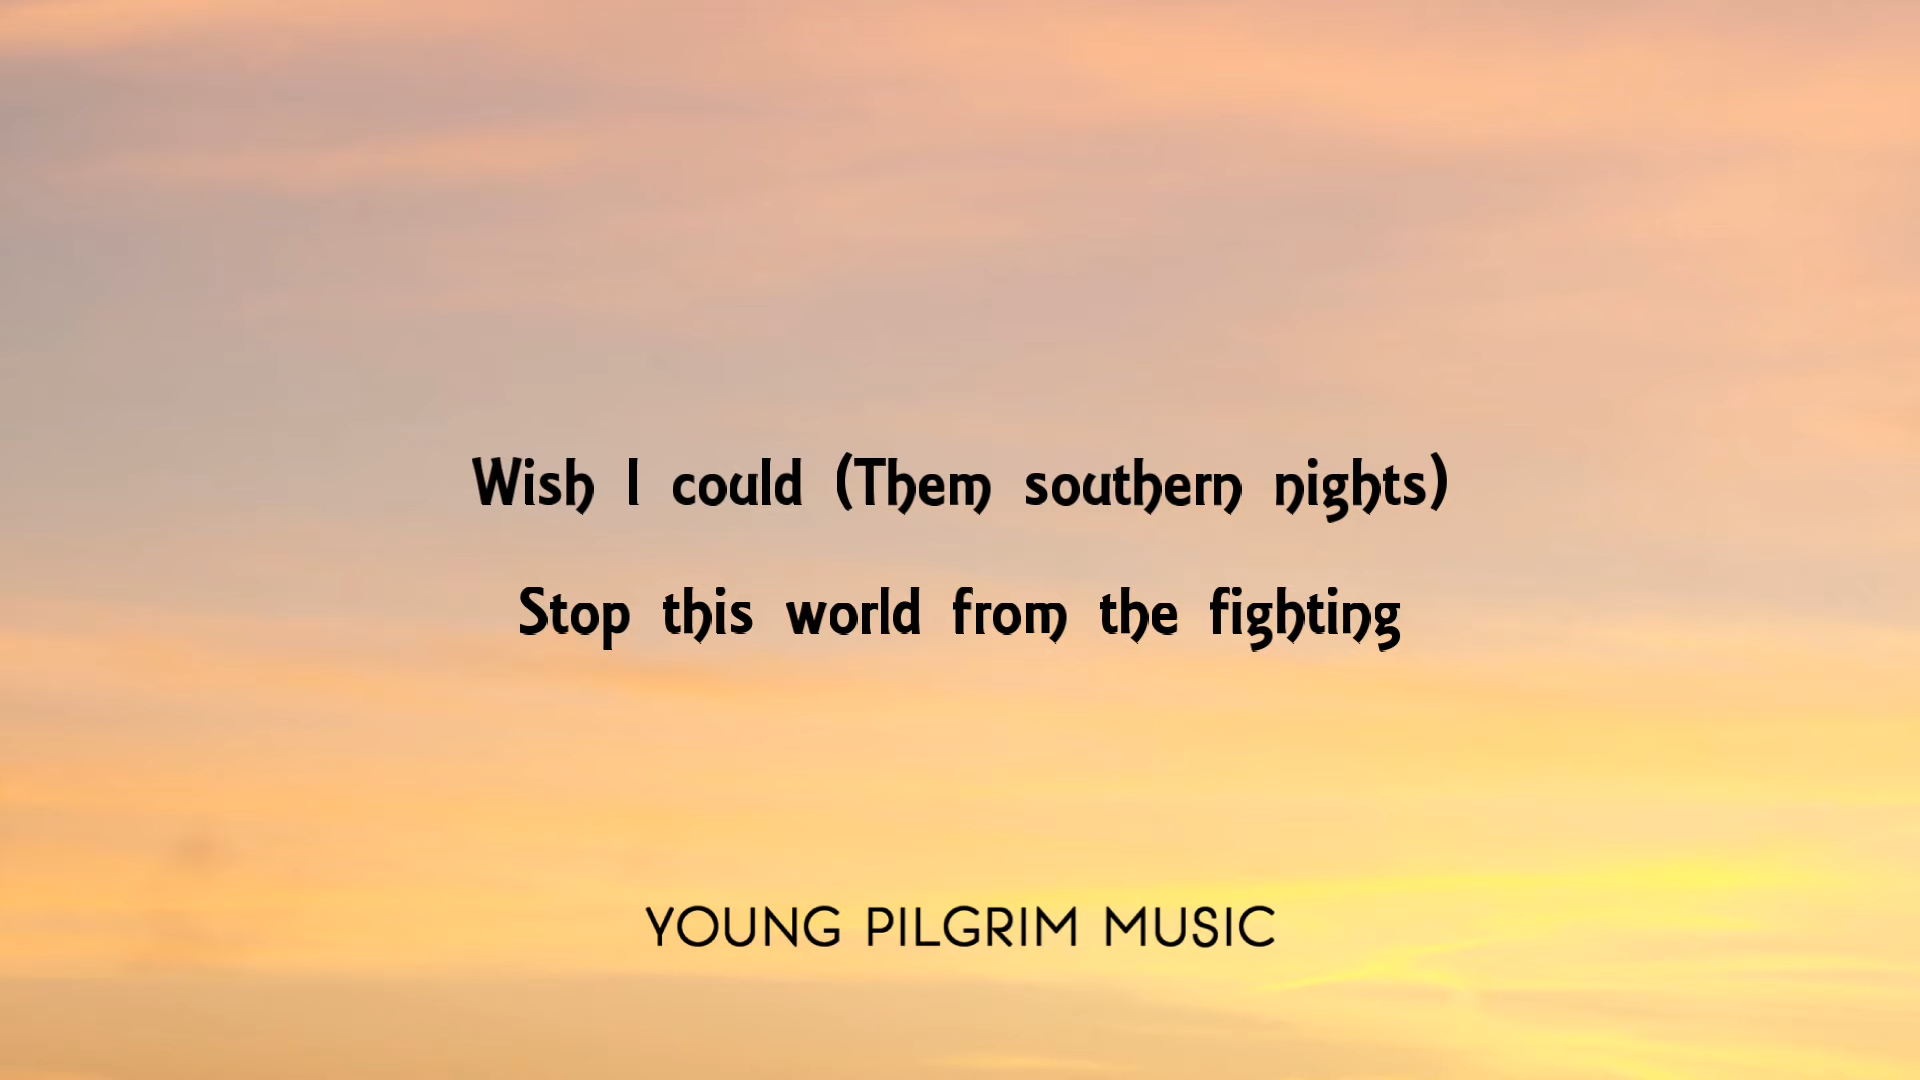 Wish I could (Them southern nights)
Stop this world from the fighting
YOUNG PILGRIM MUSIC